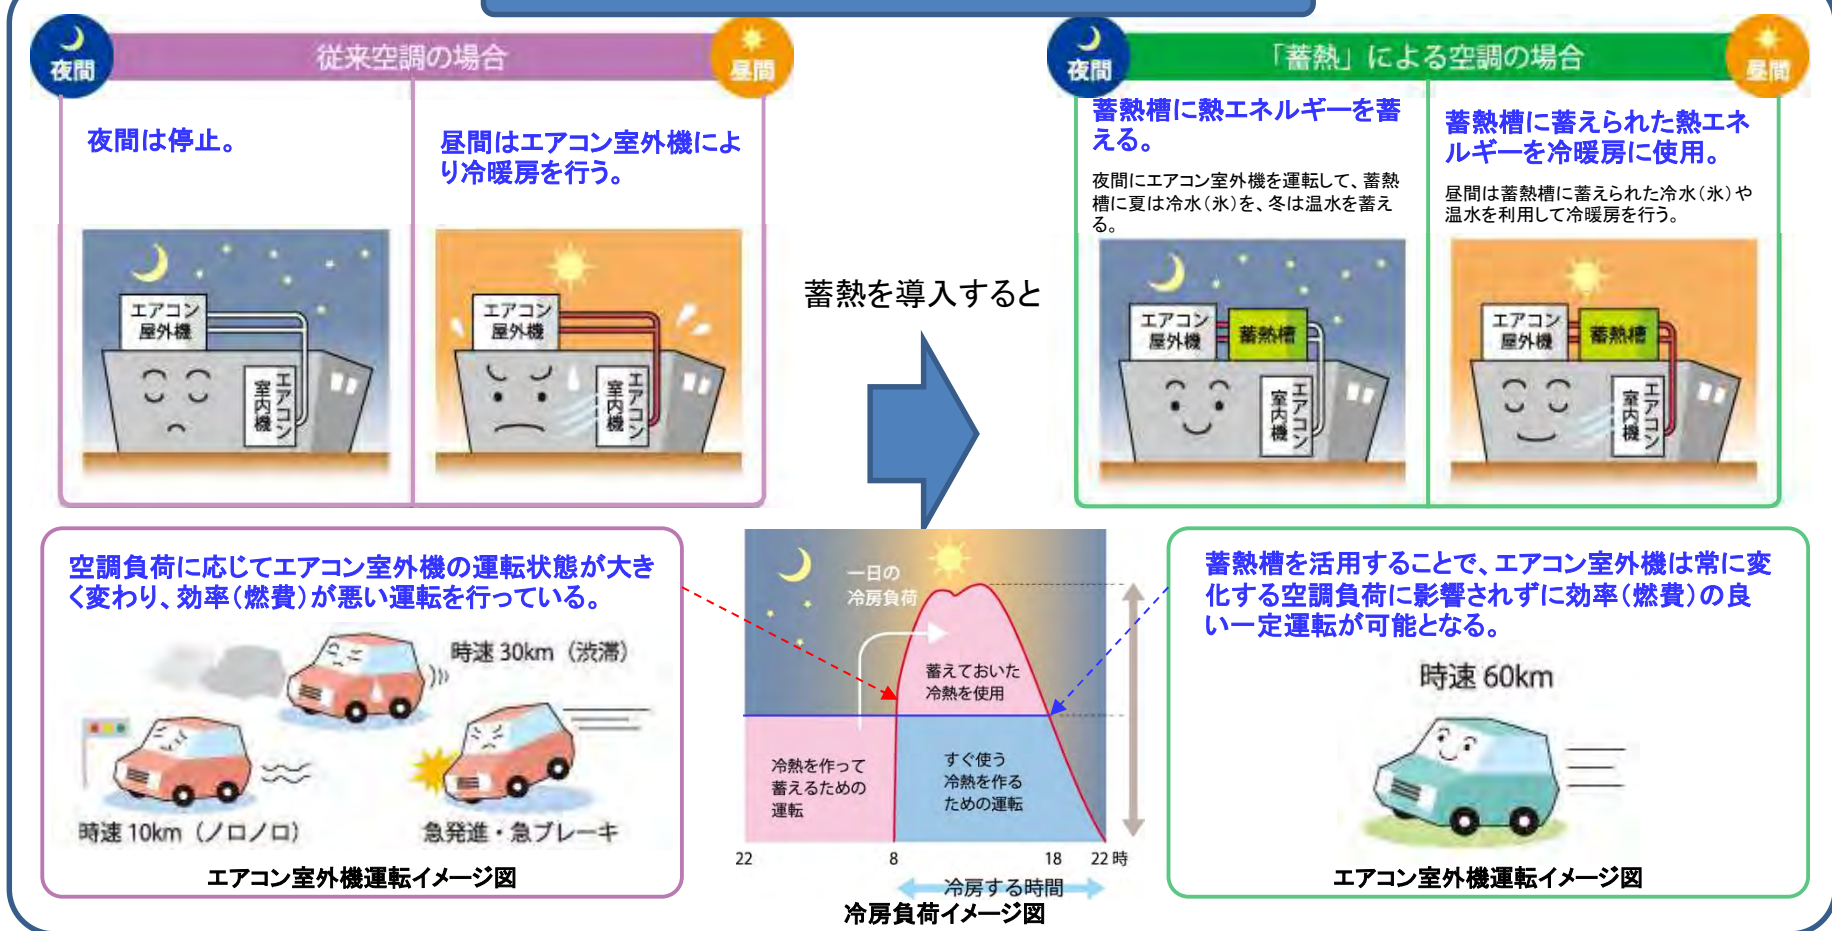 夜間
従来空調の場合
昼間
夜間は停止。
昼間はエアコン室外機によ
り冷暖房を行う。
エアコン
屋外機
エアコン
室内機
エアコン
屋外機
エアコン
室内機
蓄熱を導入すると
夜間
「蓄熱」による空調の場合
昼間
蓄熱槽に熱エネルギーを蓄
える。
夜間にエアコン室外機を運転して、蓄熱
槽に夏は冷水(氷)を、冬は温水を蓄え
る。
蓄熱槽に蓄えられた熱エネ
ルギーを冷暖房に使用。
昼間は蓄熱槽に蓄えられた冷水(氷)や
温水を利用して冷暖房を行う。
エアコン
屋外機
蓄熱槽
エアコン
室内機
エアコン
屋外機
蓄熱槽
エアコン
室内機
空調負荷に応じてエアコン室外機の運転状態が大き
く変わり、効率(燃費)が悪い運転を行っている。
時速 30km(渋滞)
時速 10km(ノロノロ)
急発進・急ブレーキ
エアコン室外機運転イメージ図
一日の
冷房負荷
蓄えておいた
冷熱を使用
冷熱を作って
蓄えるための
運転
すぐ使う
冷熱を作る
ための運転
22
8
18
22 時
冷房する時間
冷房負荷イメージ図
蓄熱槽を活用することで、エアコン室外機は常に変
化する空調負荷に影響されずに効率(燃費)の良
い一定運転が可能となる。
時速 60km
エアコン室外機運転イメージ図